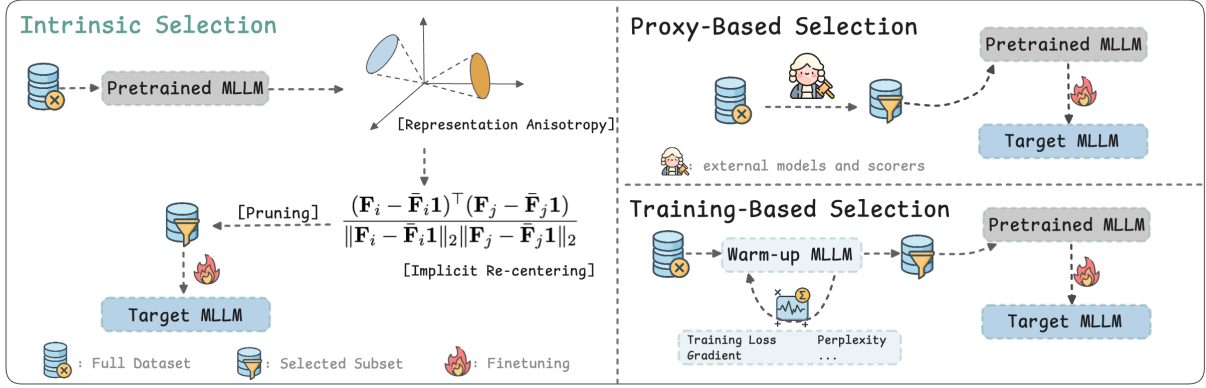 Intrinsic Selection
Pretrained MLLM
[Representation Anisotropy]
[Pruning]
(F_i − F̄_i1)^⊤(F_j − F̄_j1)
‖F_i − F̄_i1‖_2‖F_j − F̄_j1‖_2
[Implicit Re-centering]
Target MLLM
: Full Dataset
: Selected Subset
: Finetuning
Proxy-Based Selection
Pretrained MLLM
Target MLLM
: external models and scorers
Training-Based Selection
Pretrained MLLM
Warm-up MLLM
Σ
Target MLLM
Training Loss Perplexity
Gradient ...